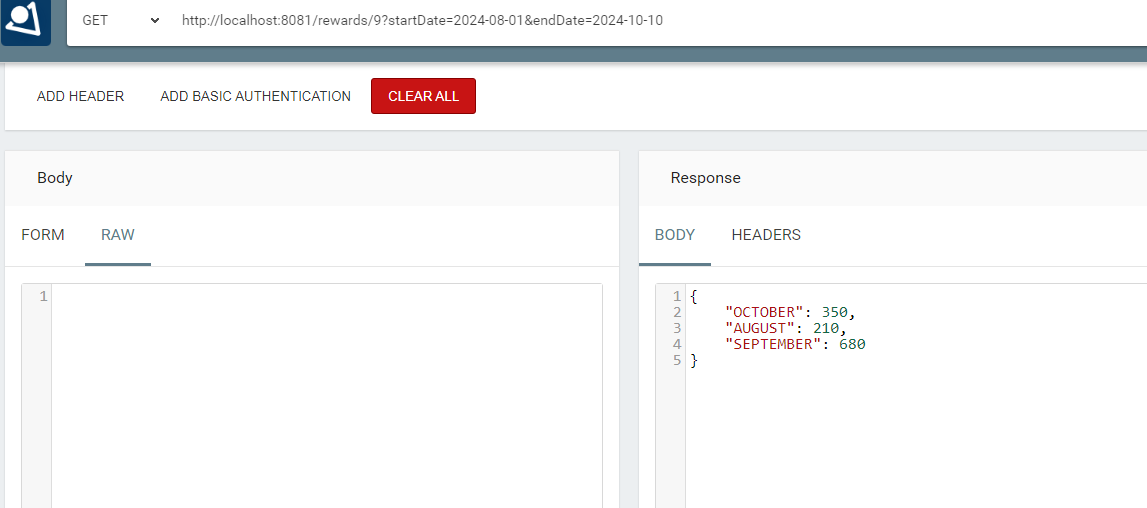 GET http://localhost:8081/rewards/9?startDate=2024-08-01&endDate=2024-10-10
ADD HEADER ADD BASIC AUTHENTICATION CLEAR ALL
Body
FORM RAW
1
Response
BODY HEADERS
1 {
2 "OCTOBER": 350,
3 "AUGUST": 210,
4 "SEPTEMBER": 680
5 }